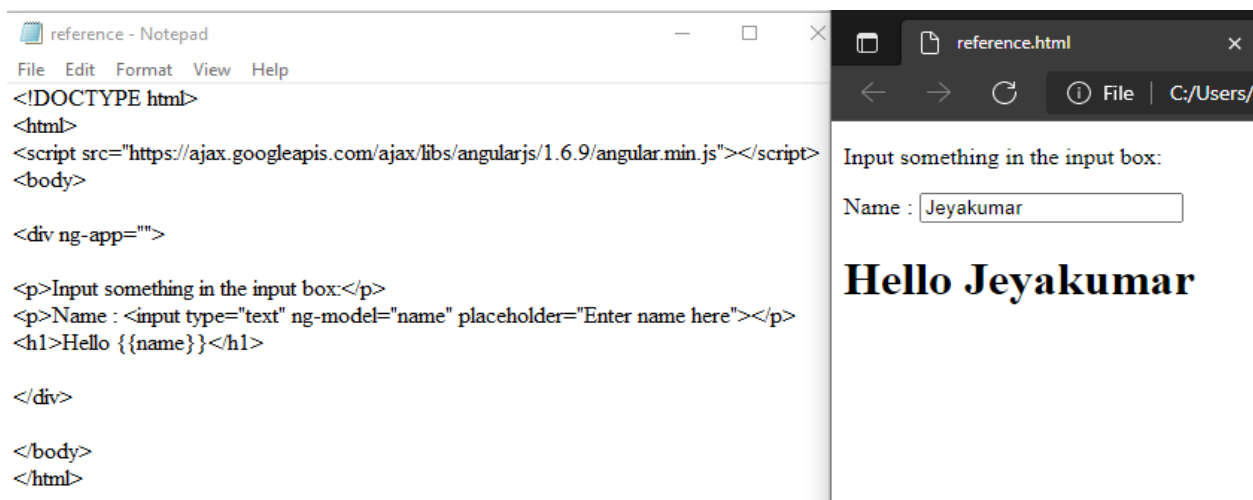 reference - Notepad
File Edit Format View Help
<!DOCTYPE html>
<html>
<script src="https://ajax.googleapis.com/ajax/libs/angularjs/1.6.9/angular.min.js"></script>
<body>
<div ng-app="">
<p>Input something in the input box:</p>
<p>Name : <input type="text" ng-model="name" placeholder="Enter name here"></p>
<h1>Hello {{name}}</h1>
</div>
</body>
</html>
reference.html
File | C:/Users/
Input something in the input box:
Name : Jeyakumar
Hello Jeyakumar